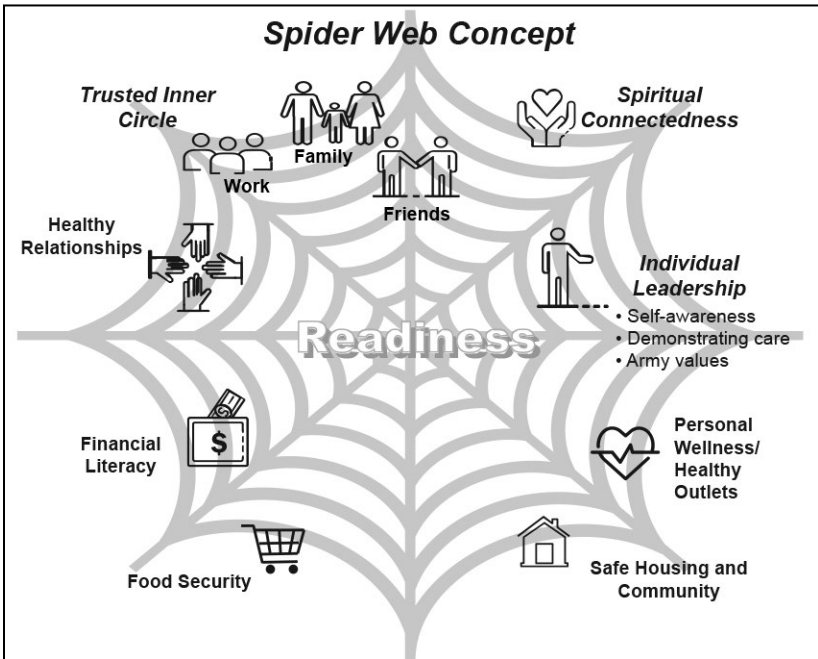 Spider Web Concept
Trusted Inner
Circle
Family
Work
Friends
Spiritual
Connectedness
Healthy
Relationships
Individual
Leadership
• Self-awareness
• Demonstrating care
• Army values
Readiness
Financial
Literacy
$
$
Personal
Wellness/
Healthy
Outlets
Food Security
Safe Housing and
Community